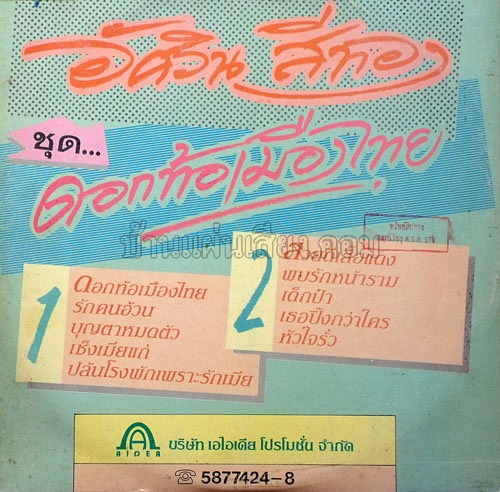 อัศวิน สีทอง
ชุด...
ดอกท้อเมืองไทย
บ้านแผ่นเสียง.คอม
1
ดอกท้อเมืองไทย
รักคนอ้วน
บุญตาหมดตัว
เซ็งเมียแก่
ปล้นโรงพักเพราะรักเมีย
2
พบรักหน้าราม
เด็กป๋า
เธอปิ๊งกว่าใคร
หัวใจรั่ว
AIDEA
บริษัท เอไอเดีย โปรโมชั่น จำกัด
☏ 5877424-8